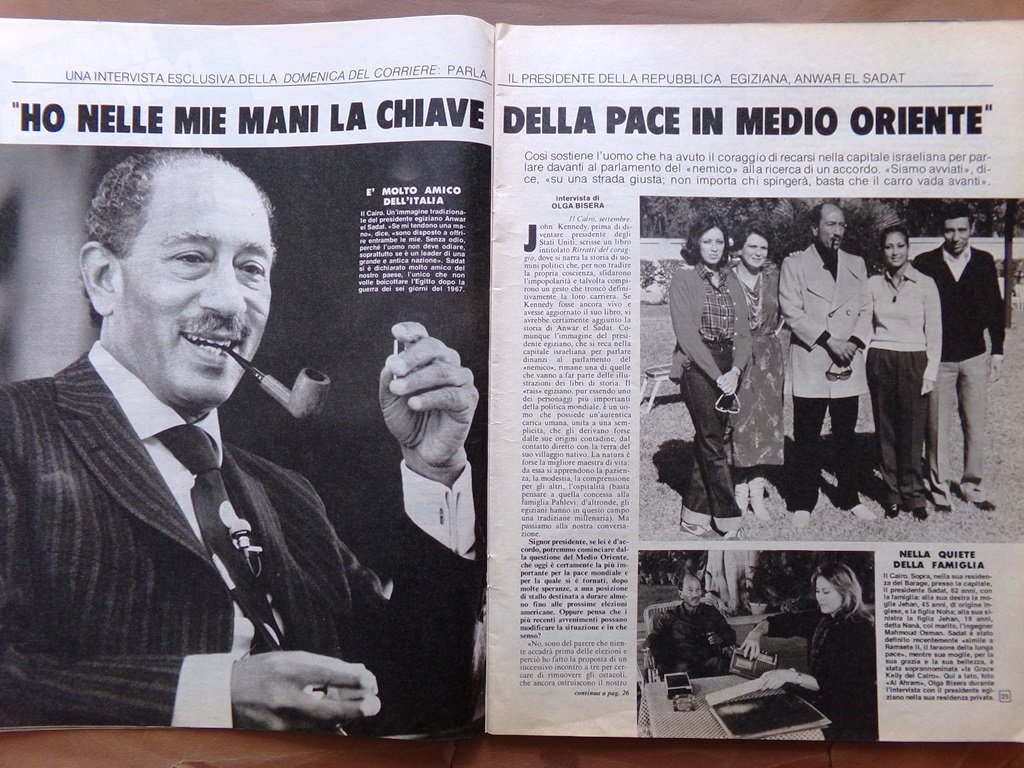 UNA INTERVISTA ESCLUSIVA DELLA DOMENICA DEL CORRIERE: PARLA IL PRESIDENTE DELLA REPUBBLICA EGIZIANA, ANWAR EL SADAT
"HO NELLE MIE MANI LA CHIAVE DELLA PACE IN MEDIO ORIENTE"
E' MOLTO AMICO
DELL'ITALIA
Il Cairo. Un'immagine tradiziona-
le del presidente egiziano Anwar
el Sadat. «Se mi tendono una ma-
no», dice, «sono disposto a offri-
re entrambe le mie. Senza odio,
perché l'uomo non deve odiare,
soprattutto se è un leader di una
grande e antica nazione». Sadat
si è dichiarato molto amico del
nostro paese, l'unico che non
volle boicottare l'Egitto dopo la
guerra dei sei giorni del 1967.
Così sostiene l'uomo che ha avuto il coraggio di recarsi nella capitale israeliana per par-
lare davanti al parlamento del «nemico» alla ricerca di un accordo. «Siamo avviati», di-
ce, «su una strada giusta; non importa chi spingerà, basta che il carro vada avanti».
Intervista di
OLGA BISERA
Il Cairo, settembre.
John Kennedy, prima di di-
ventare presidente degli
Stati Uniti, scrisse un libro
intitolato Ritratti del corag-
gio, dove si narra la storia di uo-
mini politici che, per non tradire
la propria coscienza, sfidarono
l'impopolarità e talvolta compi-
rono un gesto che troncò defini-
tivamente la loro carriera. Se
Kennedy fosse ancora vivo e
avesse aggiornato il suo libro, vi
avrebbe certamente aggiunto la
storia di Anwar el Sadat. Co-
munque l'immagine del presi-
dente egiziano, che si reca nella
capitale israeliana per parlare
dinanzi al parlamento del
«nemico», rimane una di quelle
che vanno a far parte delle il-
lustrazioni dei libri di storia. Il
«rais» egiziano, pur essendo uno
dei personaggi più importanti
della politica mondiale, è un uo-
mo che possiede un'autentica
carica umana, unita a una sem-
plicità, che gli derivano forse
dalle sue origini contadine, dal
contatto diretto con la terra del
suo villaggio nativo. La natura è
forse la migliore maestra di vita:
da essa si apprendono la pazien-
za, la modestia, la comprensione
per gli altri, l'ospitalità (basta
pensare a quella concessa alla
famiglia Pahlevi; d'altronde, gli
egiziani hanno in questo campo
una tradizione millenaria). Ma
passiamo alla nostra conversa-
zione.
Signor presidente, se lei è d'ac-
cordo, potremmo cominciare dal-
la questione del Medio Oriente,
che oggi è certamente la più im-
portante per la pace mondiale e
per la quale si è tornati, dopo
molte speranze, a una posizione
di stallo destinata a durare alme-
no fino alle prossime elezioni
americane. Oppure pensa che i
più recenti avvenimenti possano
modificare la situazione e in che
senso?
«No, sono del parere che nien-
te accadrà prima delle elezioni e
perciò ho fatto la proposta di un
successivo incontro a tre per cer-
care di rimuovere gli ostacoli,
che ancora ostruiscono il nostro
continua a pag. 26
NELLA QUIETE
DELLA FAMIGLIA
Il Cairo. Sopra, nella sua residen-
za del Barage, presso la capitale,
il presidente Sadat, 62 anni, con
la famiglia: alla sua destra la mo-
glie Jehan, 45 anni, di origine in-
glese, e la figlia Noha; alla sua si-
nistra la figlia Jehan, 19 anni,
detta Nanà, col marito, l'ingegner
Mahmoud Osman. Sadat è stato
definito recentemente «simile a
Ramsete II, il faraone della lunga
pace», mentre sua moglie, per la
sua grazia e la sua bellezza, è
stata soprannominata «la Grace
Kelly del Cairo». Qui a lato, foto
«Al Ahram», Olga Bisera durante
l'intervista con il presidente egi-
ziano nella sua residenza privata.
25